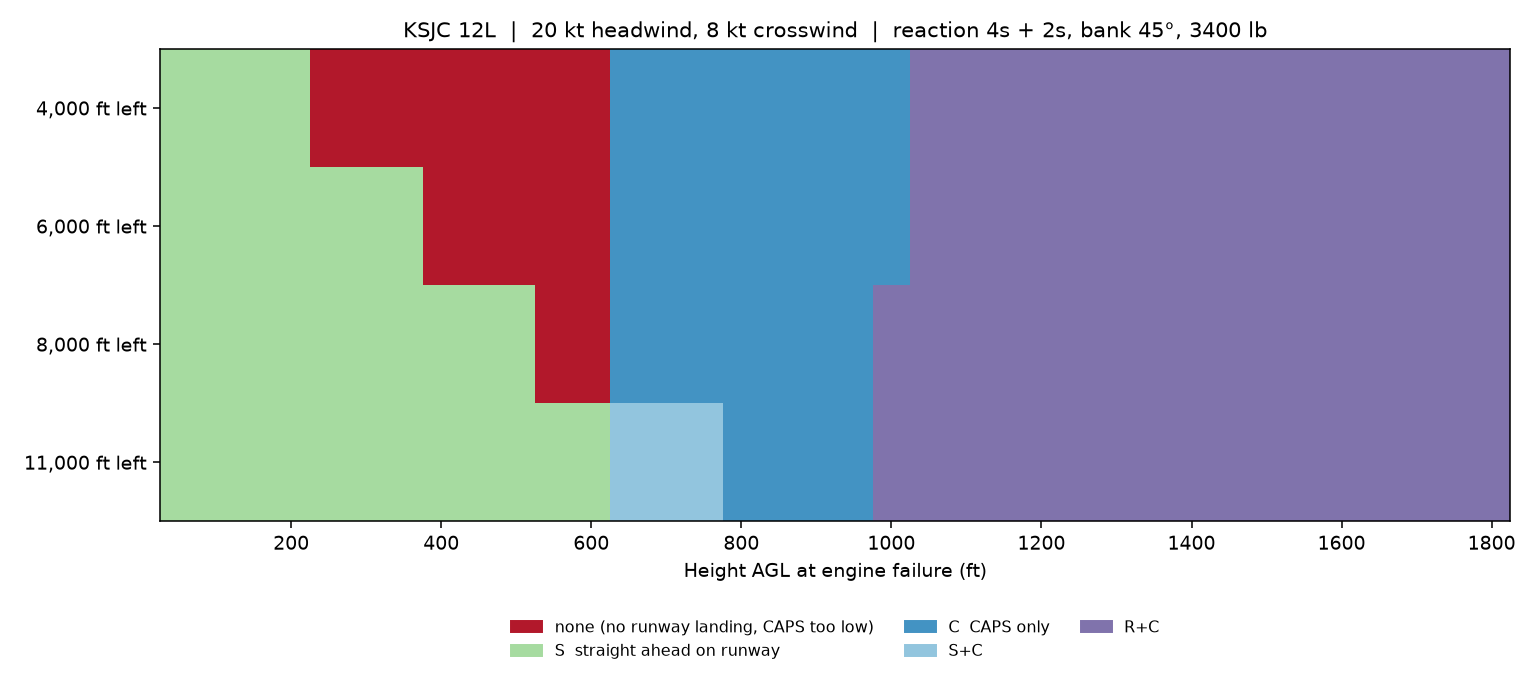 KSJC 12L | 20 kt headwind, 8 kt crosswind | reaction 4s + 2s, bank 45°, 3400 lb
4,000 ft left
6,000 ft left
8,000 ft left
11,000 ft left
200 400 600 800 1000 1200 1400 1600 1800
Height AGL at engine failure (ft)
none (no runway landing, CAPS too low)
S straight ahead on runway
C CAPS only
S+C
R+C